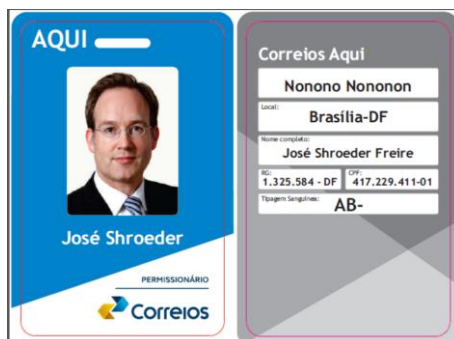 AQUI
José Shroeder
PERMISSIONÁRIO
Correios
Correios Aqui
Nonono Nononon
Local:
Brasília-DF
Nome completo:
José Shroeder Freire
RG:
1.325.584 - DF
CPF:
417.229.411-01
Tipagem Sanguínea:
AB-